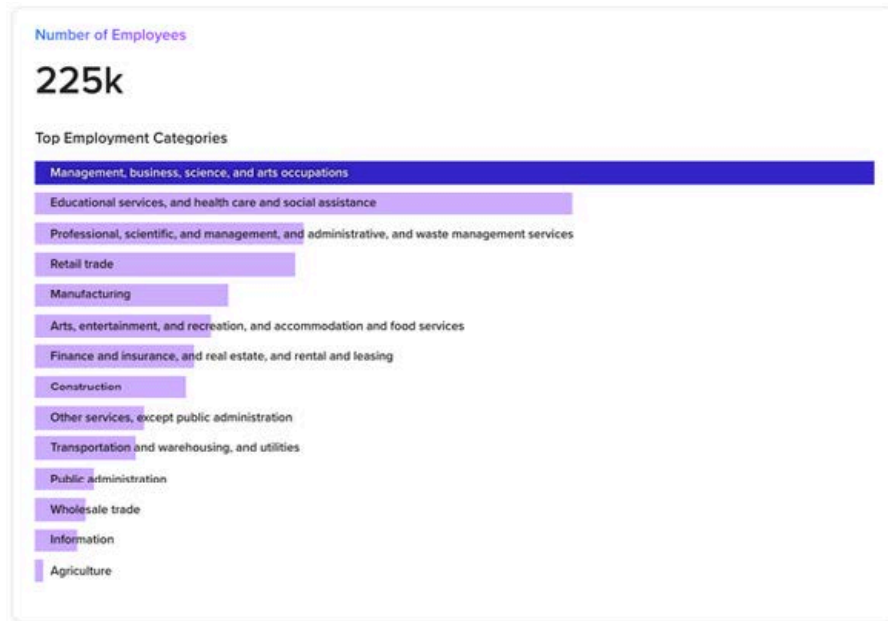 Number of Employees
225k
Top Employment Categories
Management, business, science, and arts occupations
Educational services, and health care and social assistance
Professional, scientific, and management, and administrative, and waste management services
Retail trade
Manufacturing
Arts, entertainment, and recreation, and accommodation and food services
Finance and insurance, and real estate, and rental and leasing
Construction
Other services, except public administration
Transportation and warehousing, and utilities
Public administration
Wholesale trade
Information
Agriculture